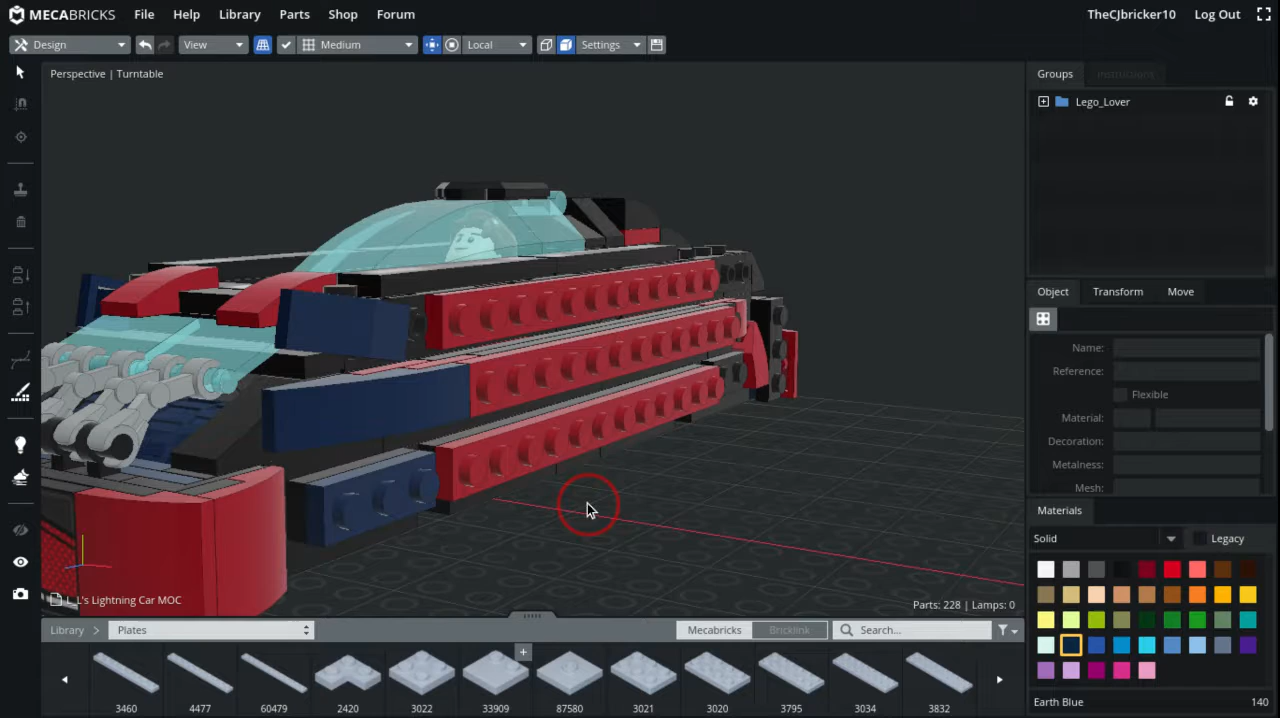 MECABRICKS File Help Library Parts Shop Forum TheCJbricker10 Log Out
Design View Medium Local Settings
Perspective | Turntable
Groups Instructions
Lego_Lover
Object Transform Move
Name:
Reference:
Flexible
Material:
Decoration:
Metalness:
Mesh:
Materials
Solid Legacy
Earth Blue 140
L_L's Lightning Car MOC
Parts: 228 | Lamps: 0
Library Plates Mecabricks Bricklink Search...
3460 4477 60479 2420 3022 33909 87580 3021 3020 3795 3034 3832